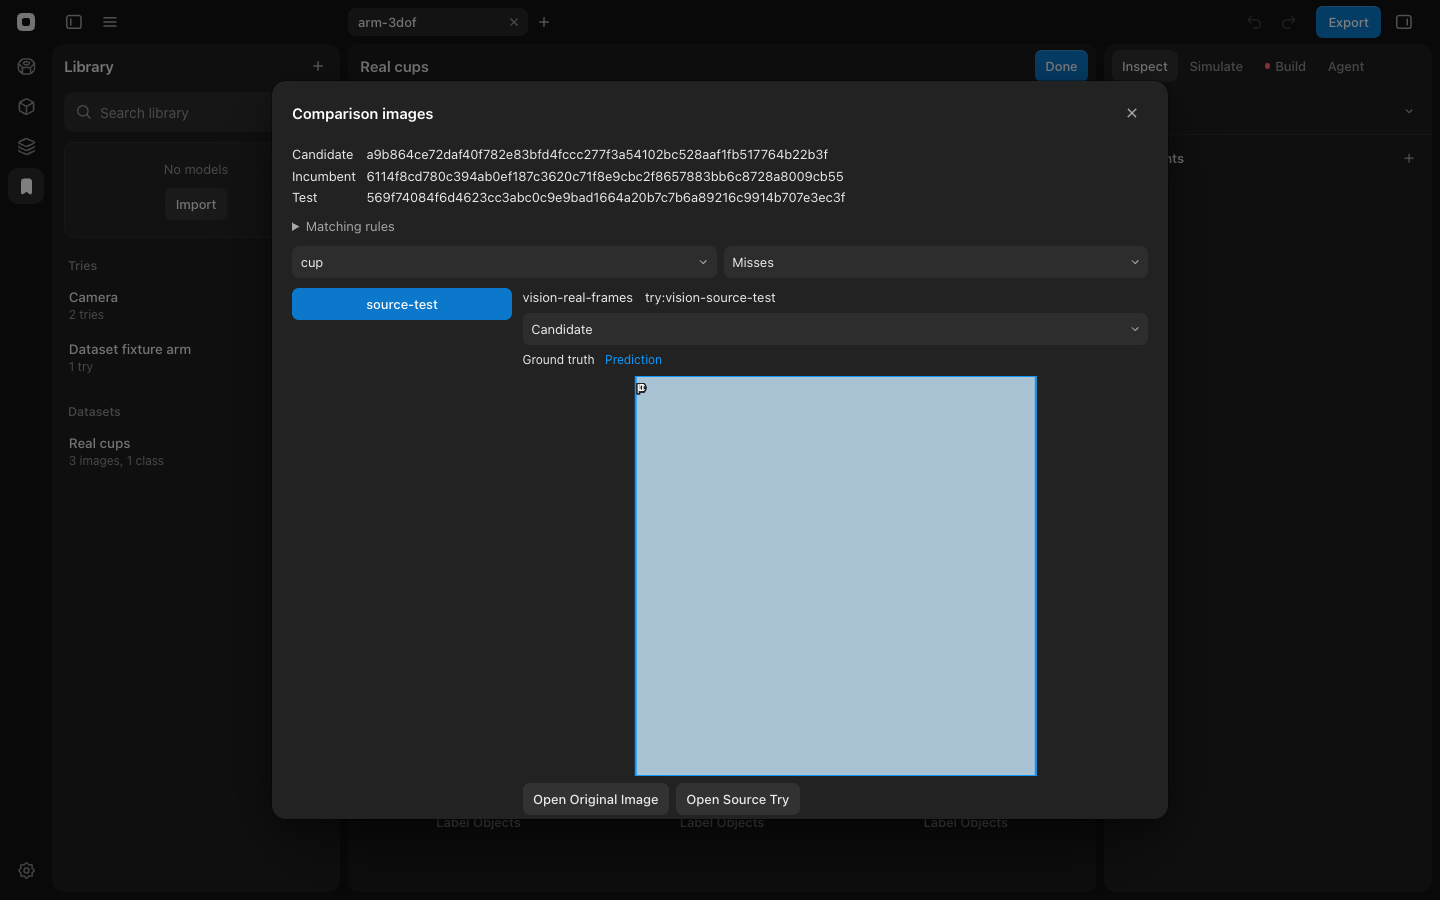 arm-3dof
Export
Library
Real cups
Done
Inspect
Simulate
Build
Agent
Search library
No models
Import
Tries
Camera
2 tries
Dataset fixture arm
1 try
Datasets
Real cups
3 images, 1 class
Comparison images
Candidate a9b864ce72daf40f782e83bfd4fccc277f3a54102bc528aaf1fb517764b22b3f
Incumbent 6114f8cd780c394ab0ef187c3620c71f8e9cbc2f8657883bb6c8728a8009cb55
Test 569f74084f6d4623cc3abc0c9e9bad1664a20b7c7b6a89216c9914b707e3ec3f
Matching rules
cup
Misses
source-test
vision-real-frames try:vision-source-test
Candidate
Ground truth Prediction
Open Original Image
Open Source Try
Label Objects
Label Objects
Label Objects